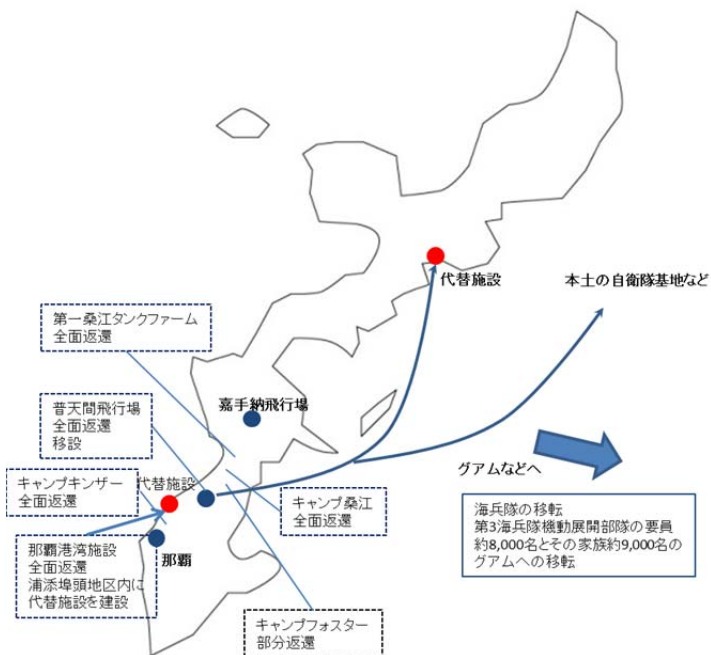 代替施設
本土の自衛隊基地など
第一桑江タンクファーム
全面返還
嘉手納飛行場
普天間飛行場
全面返還
移設
グアムなどへ
キャンプキンザー
全面返還
代替施設
キャンプ桑江
全面返還
海兵隊の移転
第3海兵隊機動展開部隊の要員
約8,000名とその家族約9,000名の
グアムへの移転
那覇港湾施設
全面返還
浦添埠頭地区内に
代替施設を建設
那覇
キャンプフォスター
部分返還